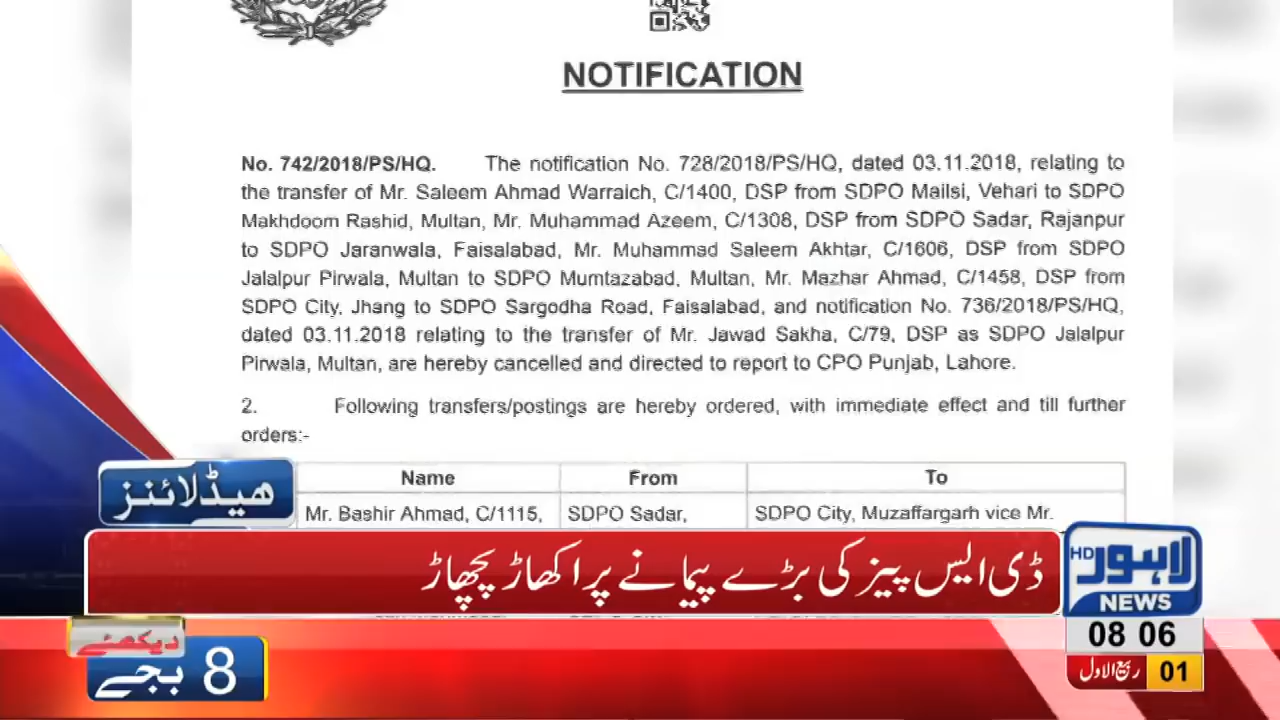 NOTIFICATION
No. 742/2018/PS/HQ. The notification No. 728/2018/PS/HQ, dated 03.11.2018, relating to
the transfer of Mr. Saleem Ahmad Warraich, C/1400, DSP from SDPO Mailsi, Vehari to SDPO
Makhdoom Rashid, Multan, Mr. Muhammad Azeem, C/1308, DSP from SDPO Sadar, Rajanpur
to SDPO Jaranwala, Faisalabad, Mr. Muhammad Saleem Akhtar, C/1606, DSP from SDPO
Jalalpur Pirwala, Multan to SDPO Mumtazabad, Multan, Mr. Mazhar Ahmad, C/1458, DSP from
SDPO City, Jhang to SDPO Sargodha Road, Faisalabad, and notification No. 736/2018/PS/HQ,
dated 03.11.2018 relating to the transfer of Mr. Jawad Sakha, C/79, DSP as SDPO Jalalpur
Pirwala, Multan, are hereby cancelled and directed to report to CPO Punjab, Lahore.
2. Following transfers/postings are hereby ordered, with immediate effect and till further
orders:-
Name From To
Mr. Bashir Ahmad, C/1115, SDPO Sadar, SDPO City, Muzaffargarh vice Mr.
ہیڈلائنز
ڈی ایس پیز کی بڑے پیمانے پر اکھاڑ پچھاڑ
لاہور HD
NEWS
08 06
01 ربیع الاول
دیکھئے
8 بجے